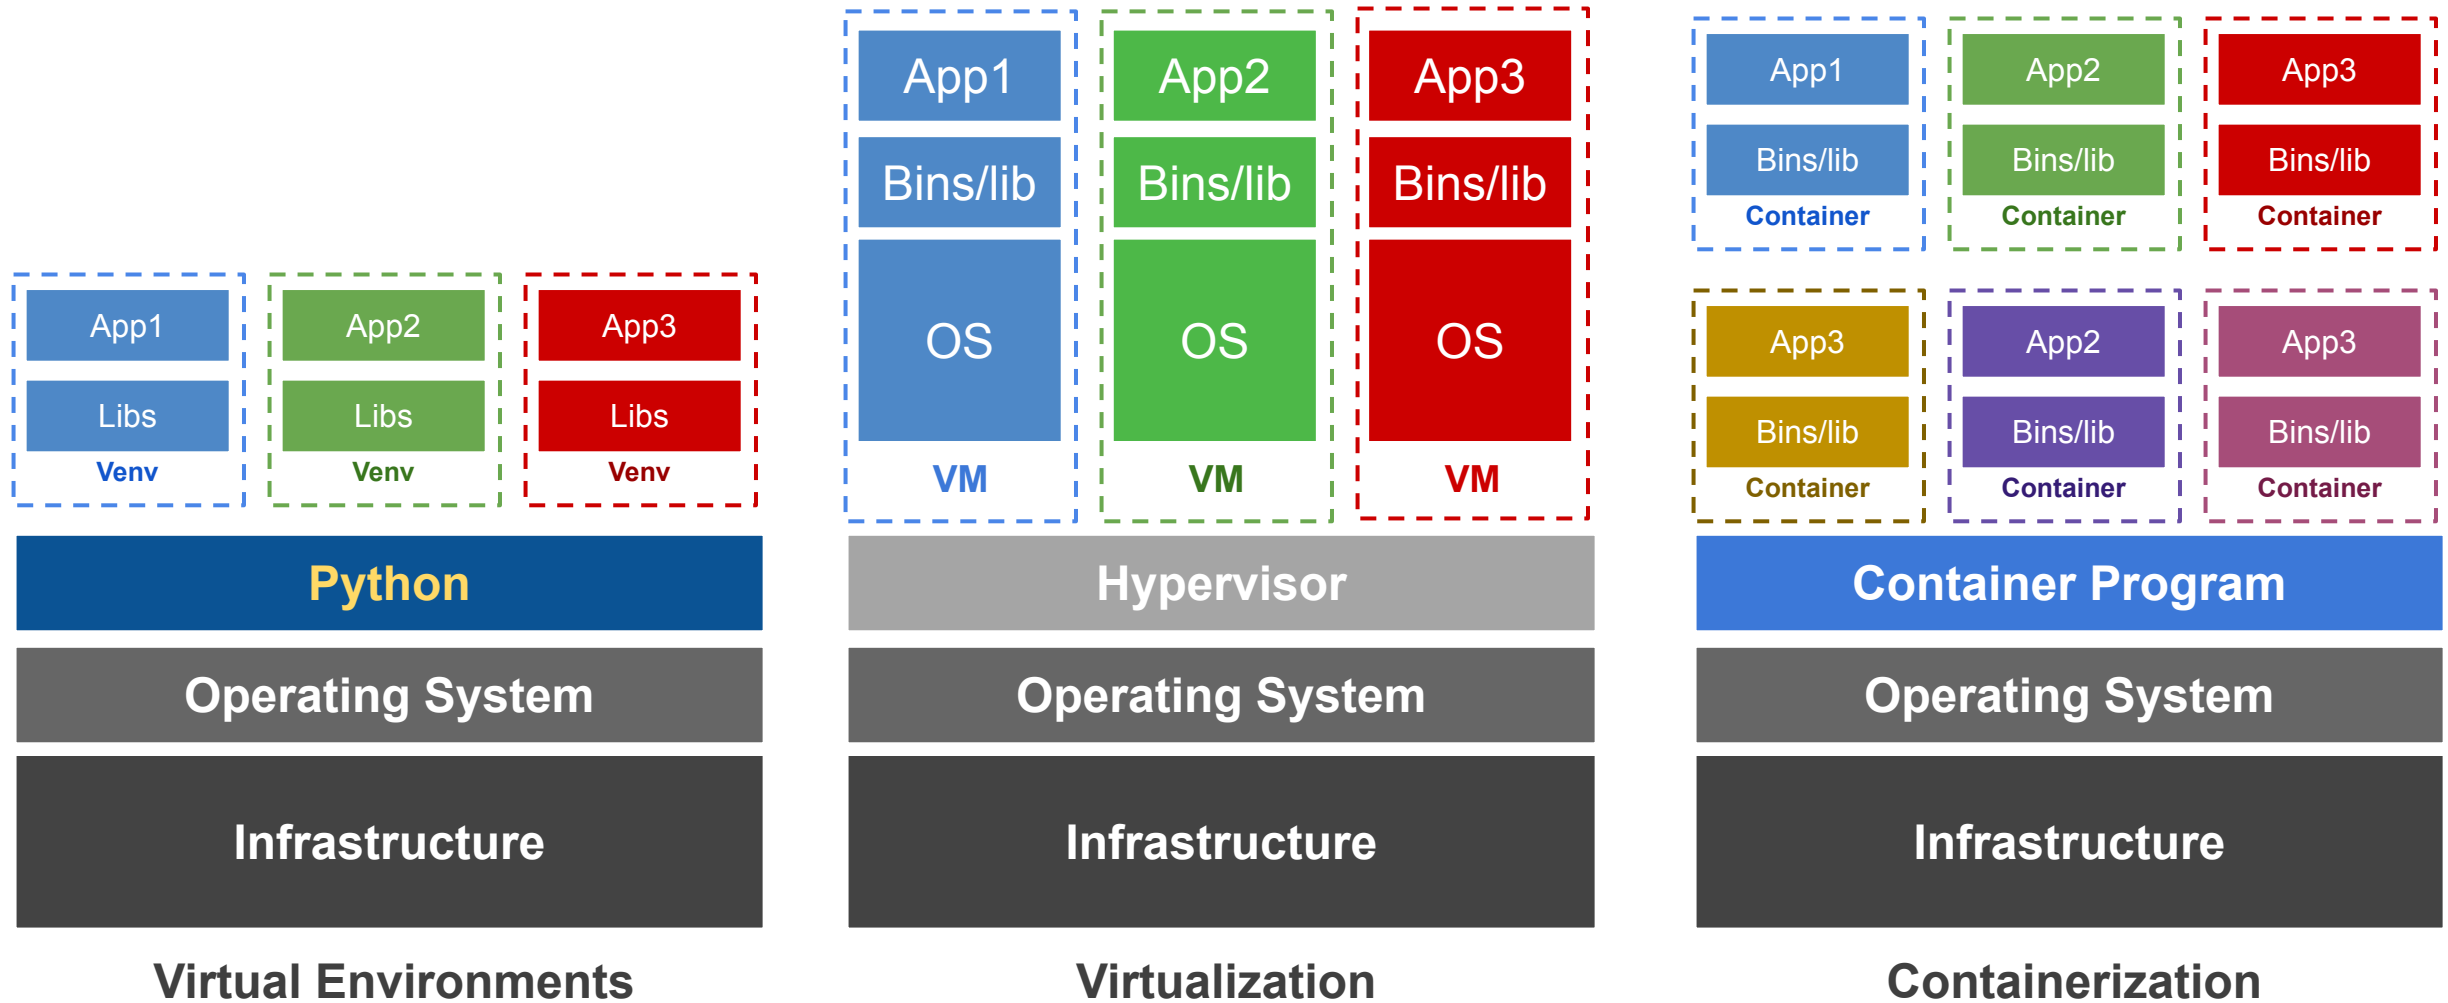 App1
Libs
Venv
App2
Libs
Venv
App3
Libs
Venv
Python
Operating System
Infrastructure
Virtual Environments
App1
Bins/lib
OS
VM
App2
Bins/lib
OS
VM
App3
Bins/lib
OS
VM
Hypervisor
Operating System
Infrastructure
Virtualization
App1
Bins/lib
Container
App2
Bins/lib
Container
App3
Bins/lib
Container
App3
Bins/lib
Container
App2
Bins/lib
Container
App3
Bins/lib
Container
Container Program
Operating System
Infrastructure
Containerization